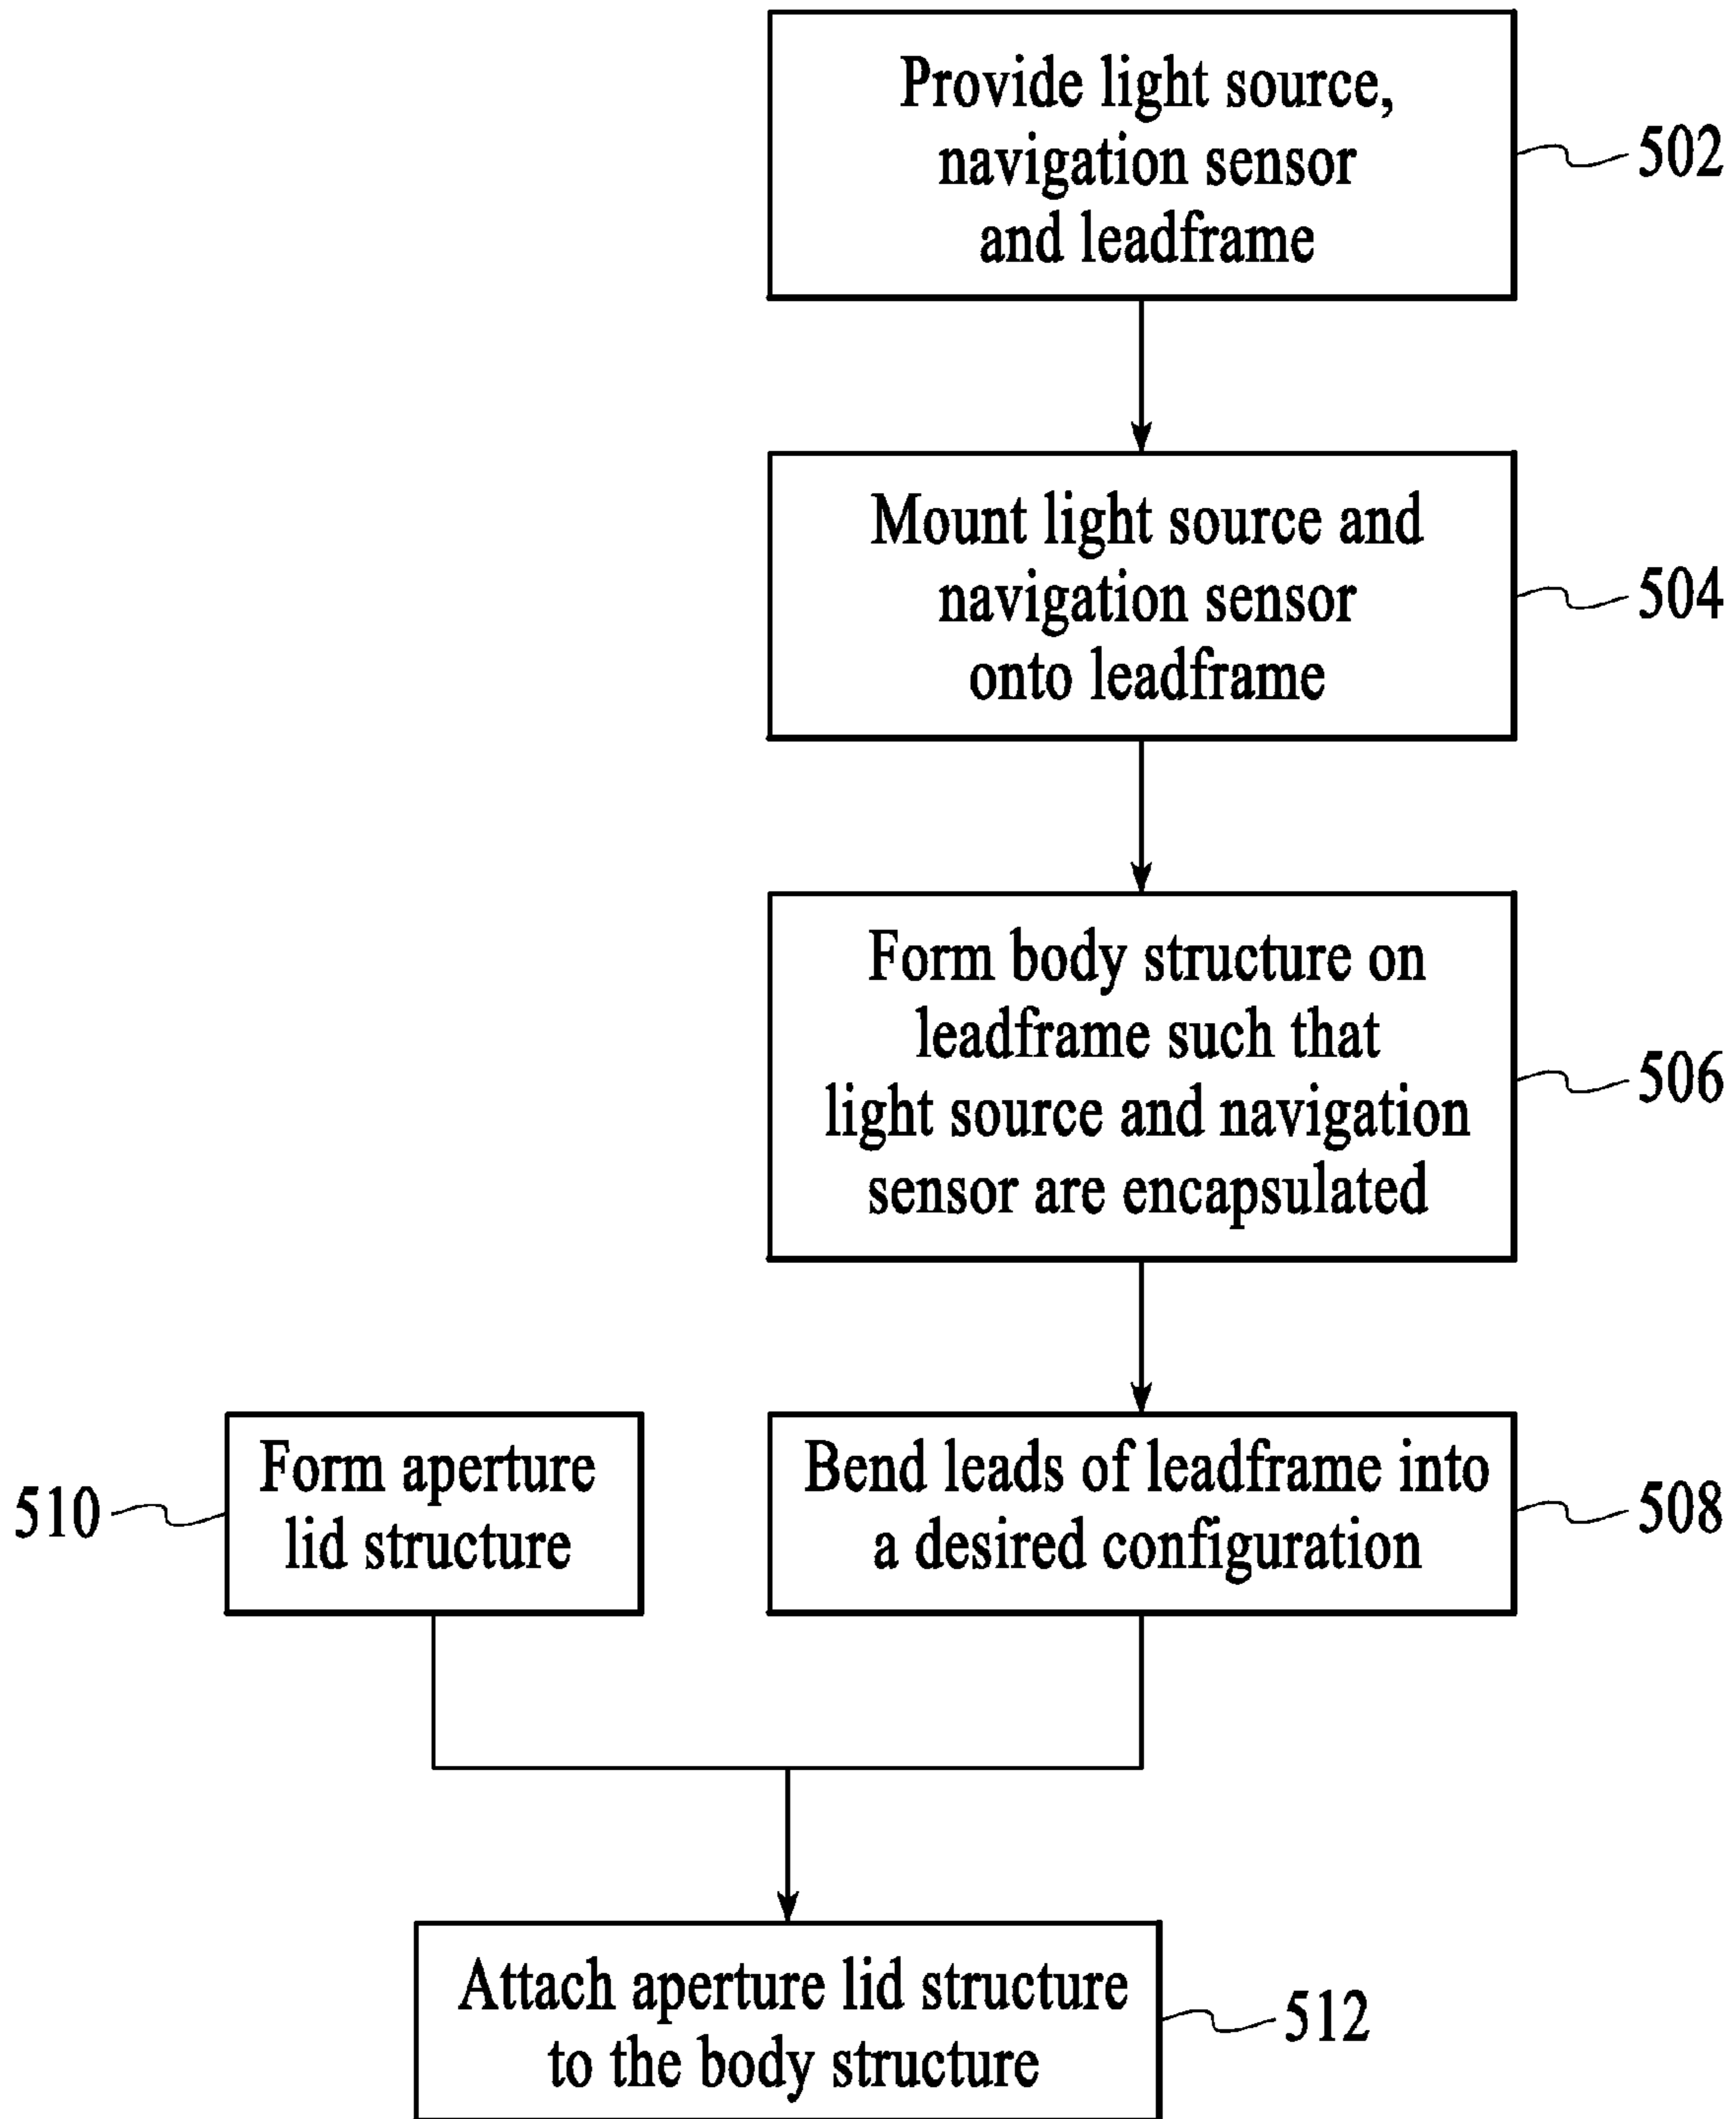 Provide light source,
navigation sensor
and leadframe
502
Mount light source and
navigation sensor
onto leadframe
504
Form body structure on
leadframe such that
light source and navigation
sensor are encapsulated
506
510
Form aperture
lid structure
Bend leads of leadframe into
a desired configuration
508
Attach aperture lid structure
to the body structure
512